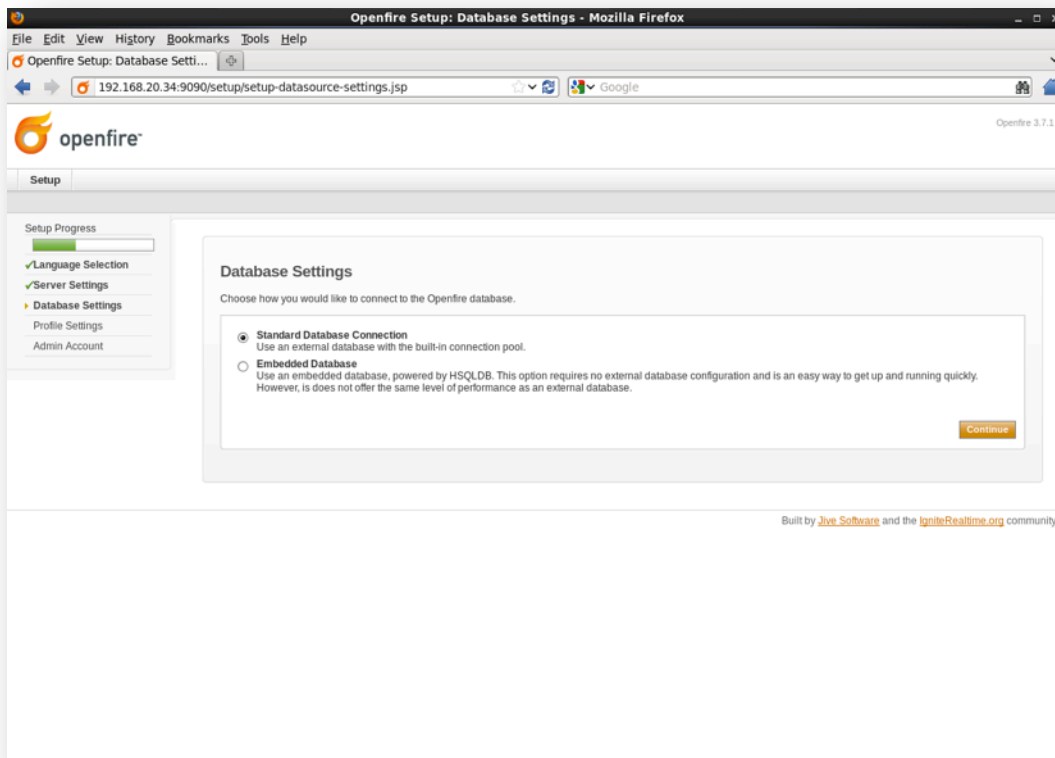 Openfire Setup: Database Settings - Mozilla Firefox
File Edit View History Bookmarks Tools Help
Openfire Setup: Database Setti...
192.168.20.34:9090/setup/setup-datasource-settings.jsp
Google
openfire
Openfire 3.7.1
Setup
Setup Progress
✓Language Selection
✓Server Settings
Database Settings
Profile Settings
Admin Account
Database Settings
Choose how you would like to connect to the Openfire database.
Standard Database Connection
Use an external database with the built-in connection pool.
Embedded Database
Use an embedded database, powered by HSQLDB. This option requires no external database configuration and is an easy way to get up and running quickly.
However, is does not offer the same level of performance as an external database.
Continue
Built by Jive Software and the IgniteRealtime.org community